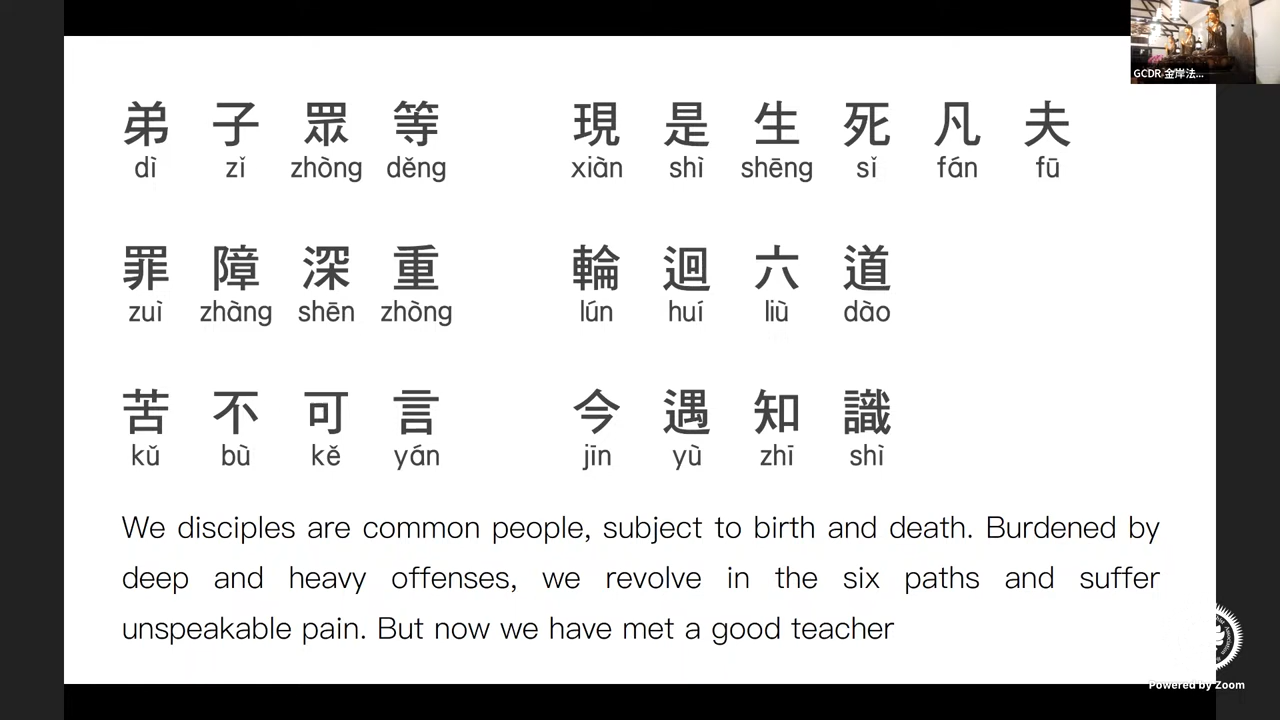 GCDR 金岸法...
弟子眾等 現是生死凡夫
dì zǐ zhòng děng xiàn shì shēng sǐ fán fū
罪障深重 輪迴六道
zuì zhàng shēn zhòng lún huí liù dào
苦不可言 今遇知識
kǔ bù kě yán jīn yù zhī shì
We disciples are common people, subject to birth and death. Burdened by
deep and heavy offenses, we revolve in the six paths and suffer
unspeakable pain. But now we have met a good teacher
Powered by Zoom